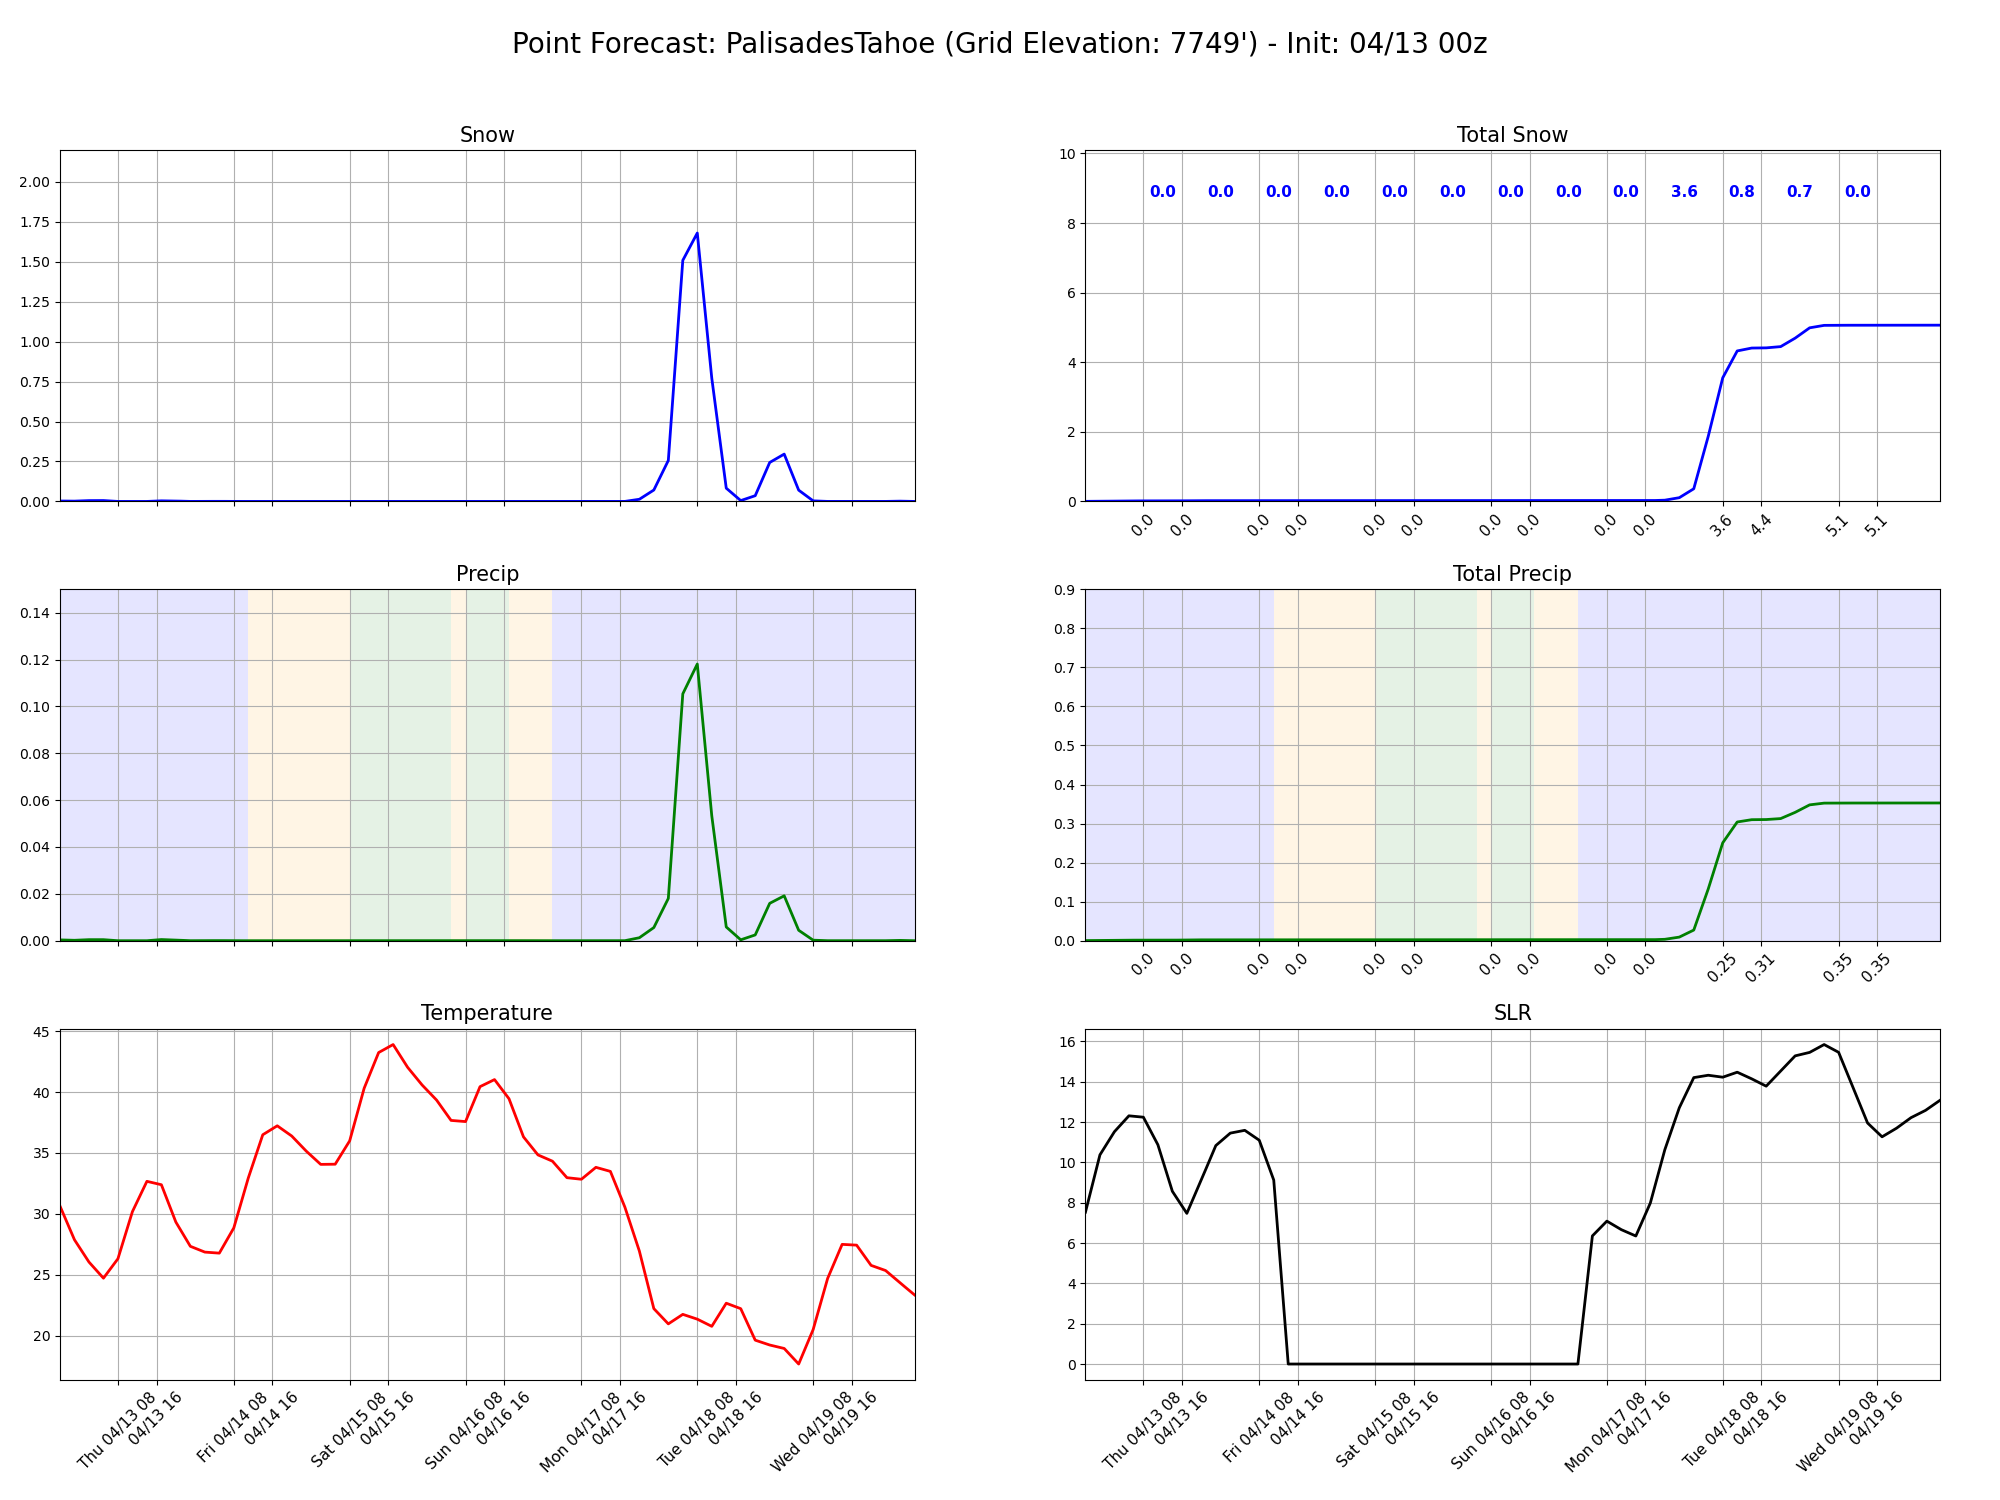 Point Forecast: PalisadesTahoe (Grid Elevation: 7749') - Init: 04/13 00z
Snow
2.00
1.75
1.50
1.25
1.00
0.75
0.50
0.25
0.00
Total Snow
10
8
6
4
2
0
0.0 0.0 0.0 0.0 0.0 0.0 0.0 0.0 0.0 3.6 0.8 0.7 0.0
0.0 0.0 0.0 0.0 0.0 0.0 0.0 0.0 0.0 0.0 3.6 4.4 5.1 5.1
Precip
0.14
0.12
0.10
0.08
0.06
0.04
0.02
0.00
Total Precip
0.9
0.8
0.7
0.6
0.5
0.4
0.3
0.2
0.1
0.0
0.0 0.0 0.0 0.0 0.0 0.0 0.0 0.0 0.0 0.0 0.25 0.31 0.35 0.35
Temperature
45
40
35
30
25
20
Thu 04/13 08
04/13 16
Fri 04/14 08
04/14 16
Sat 04/15 08
04/15 16
Sun 04/16 08
04/16 16
Mon 04/17 08
04/17 16
Tue 04/18 08
04/18 16
Wed 04/19 08
04/19 16
SLR
16
14
12
10
8
6
4
2
0
Thu 04/13 08
04/13 16
Fri 04/14 08
04/14 16
Sat 04/15 08
04/15 16
Sun 04/16 08
04/16 16
Mon 04/17 08
04/17 16
Tue 04/18 08
04/18 16
Wed 04/19 08
04/19 16